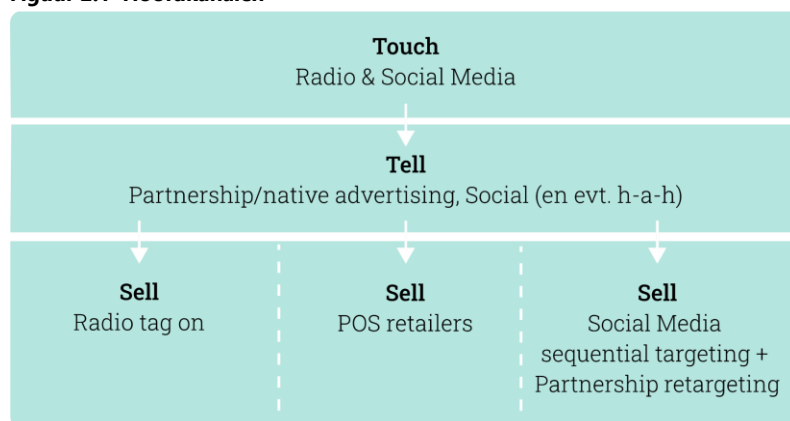 Touch
Radio & Social Media
Tell
Partnership/native advertising, Social (en evt. h-a-h)
Sell
Radio tag on
Sell
POS retailers
Sell
Social Media
sequential targeting +
Partnership retargeting